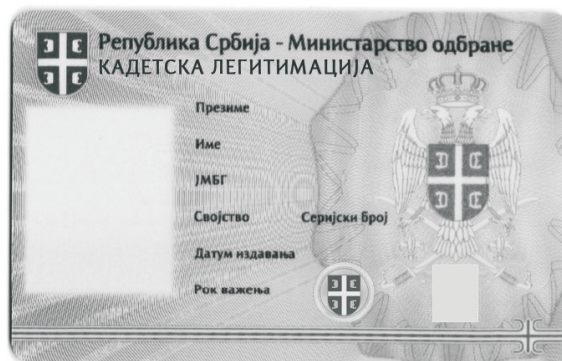 Република Србија - Министарство одбране
КАДЕТСКА ЛЕГИТИМАЦИЈА
Презиме
Име
ЈМБГ
Својство Серијски број
Датум издавања
Рок важења